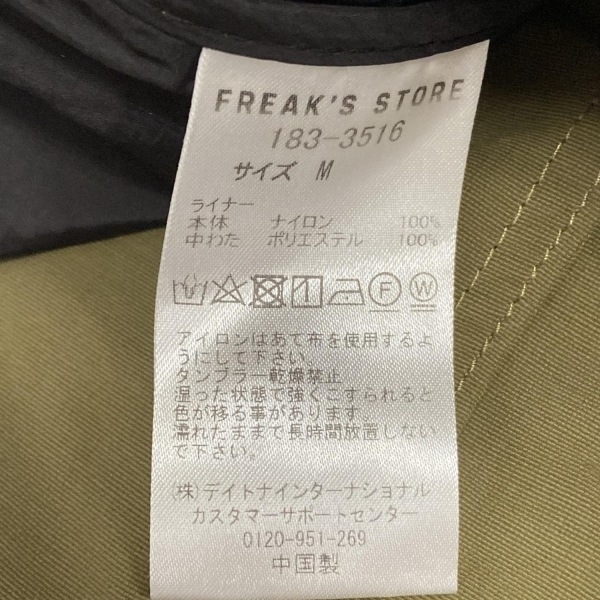 FREAK'S STORE
183-3516
サイズ M
ライナー
本体 ナイロン 100%
中わた ポリエステル 100%
F W
アイロンはあて布を使用するよ
うにして下さい。
タンブラー乾燥禁止
湿った状態で強くこすられると
色が移る事があります。
濡れたままで長時間放置しない
で下さい。
(株)デイトナインターナショナル
カスタマーサポートセンター
0120-951-269
中国製